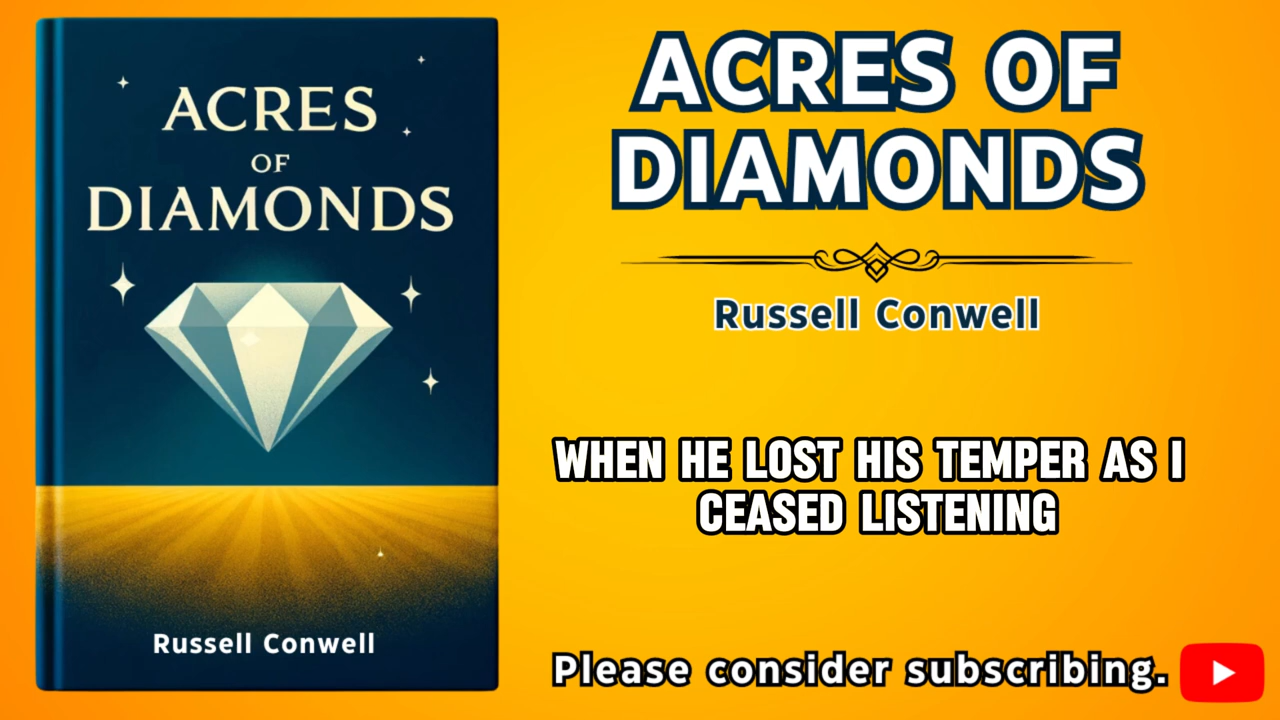 ACRES
OF
DIAMONDS
Russell Conwell
ACRES OF
DIAMONDS
Russell Conwell
WHEN HE LOST HIS TEMPER AS I
CEASED LISTENING
Please consider subscribing.